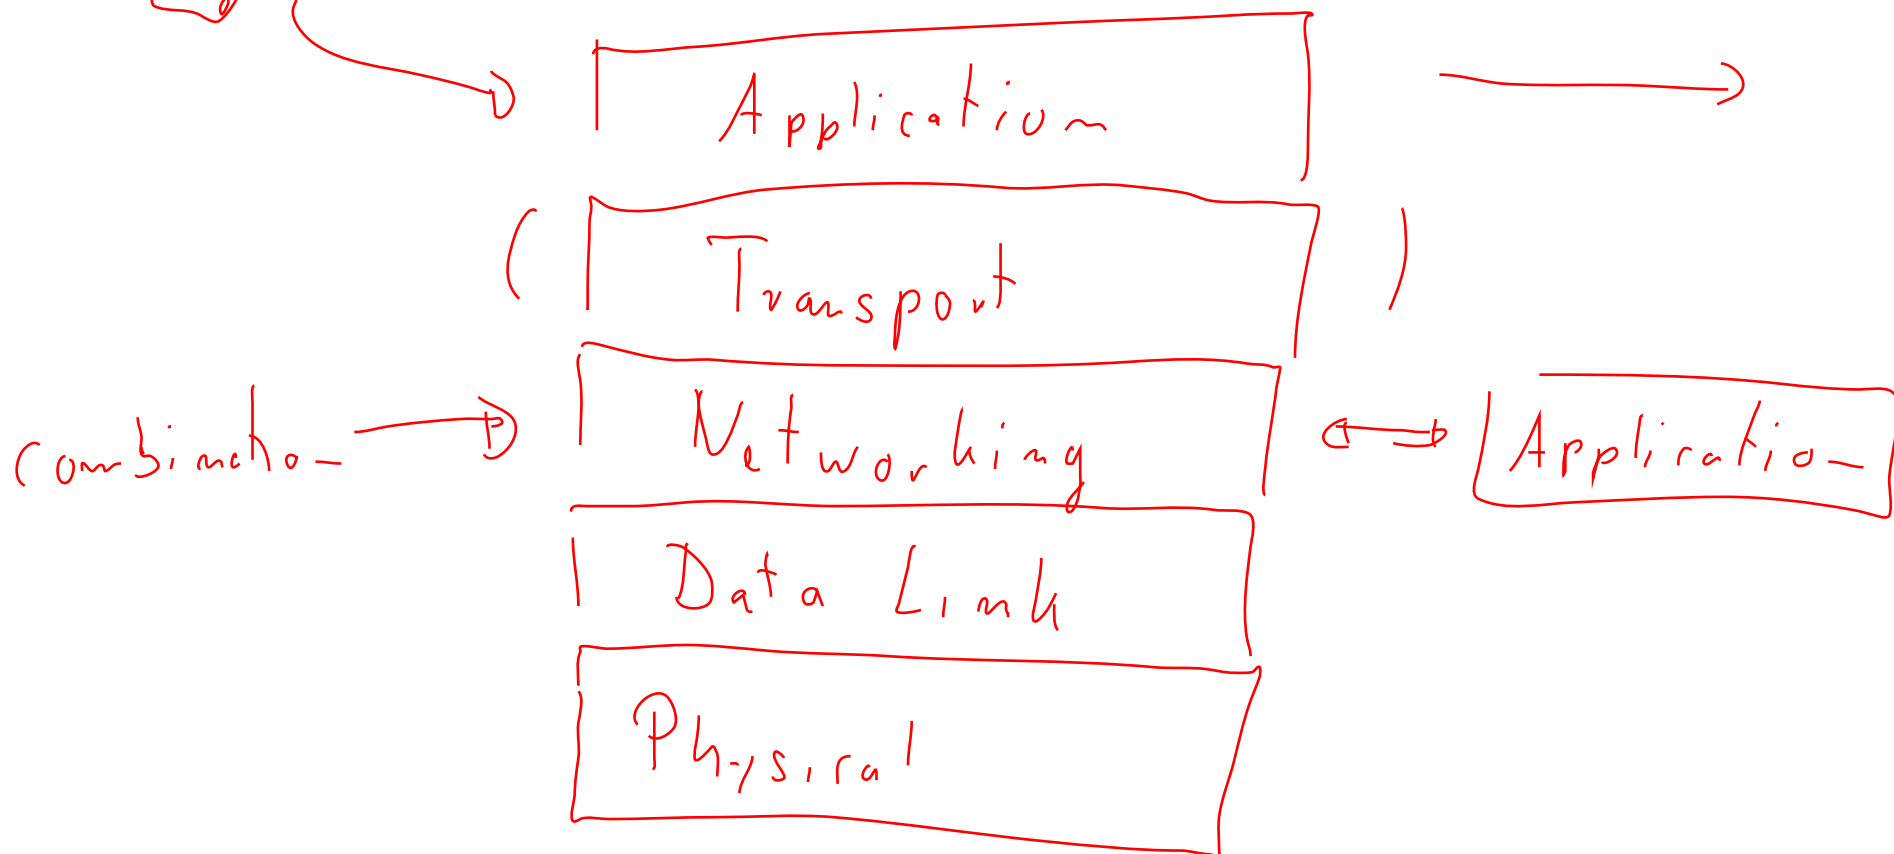 Application
Transport
Combination
Networking
Application
Data Link
Physical